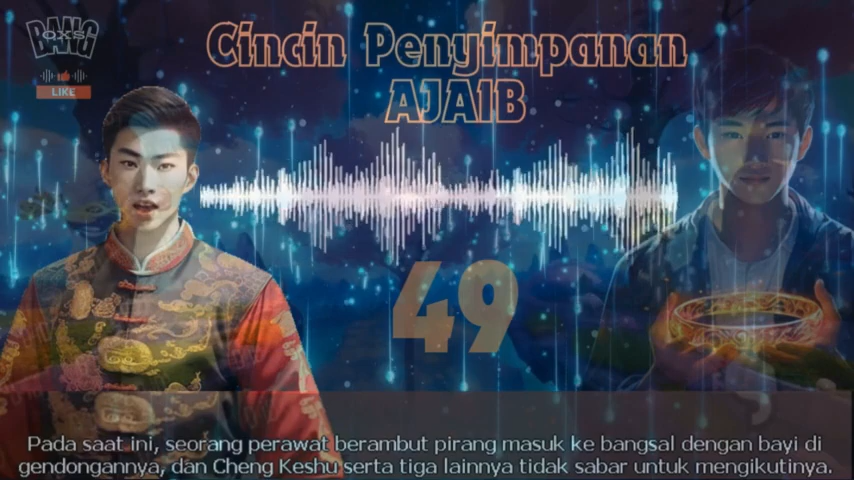 BANG
OXS
LIKE
Cincin Penyimpanan
AJAIB
49
Pada saat ini, seorang perawat berambut pirang masuk ke bangsal dengan bayi di
gendongannya, dan Cheng Keshu serta tiga lainnya tidak sabar untuk mengikutinya.